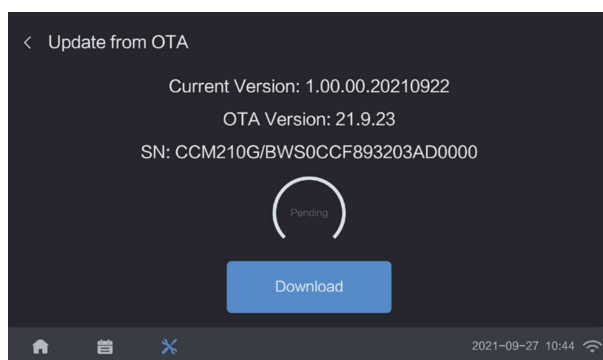 < Update from OTA
Current Version: 1.00.00.20210922
OTA Version: 21.9.23
SN: CCM210G/BWS0CCF893203AD0000
Pending
Download
2021-09-27 10:44